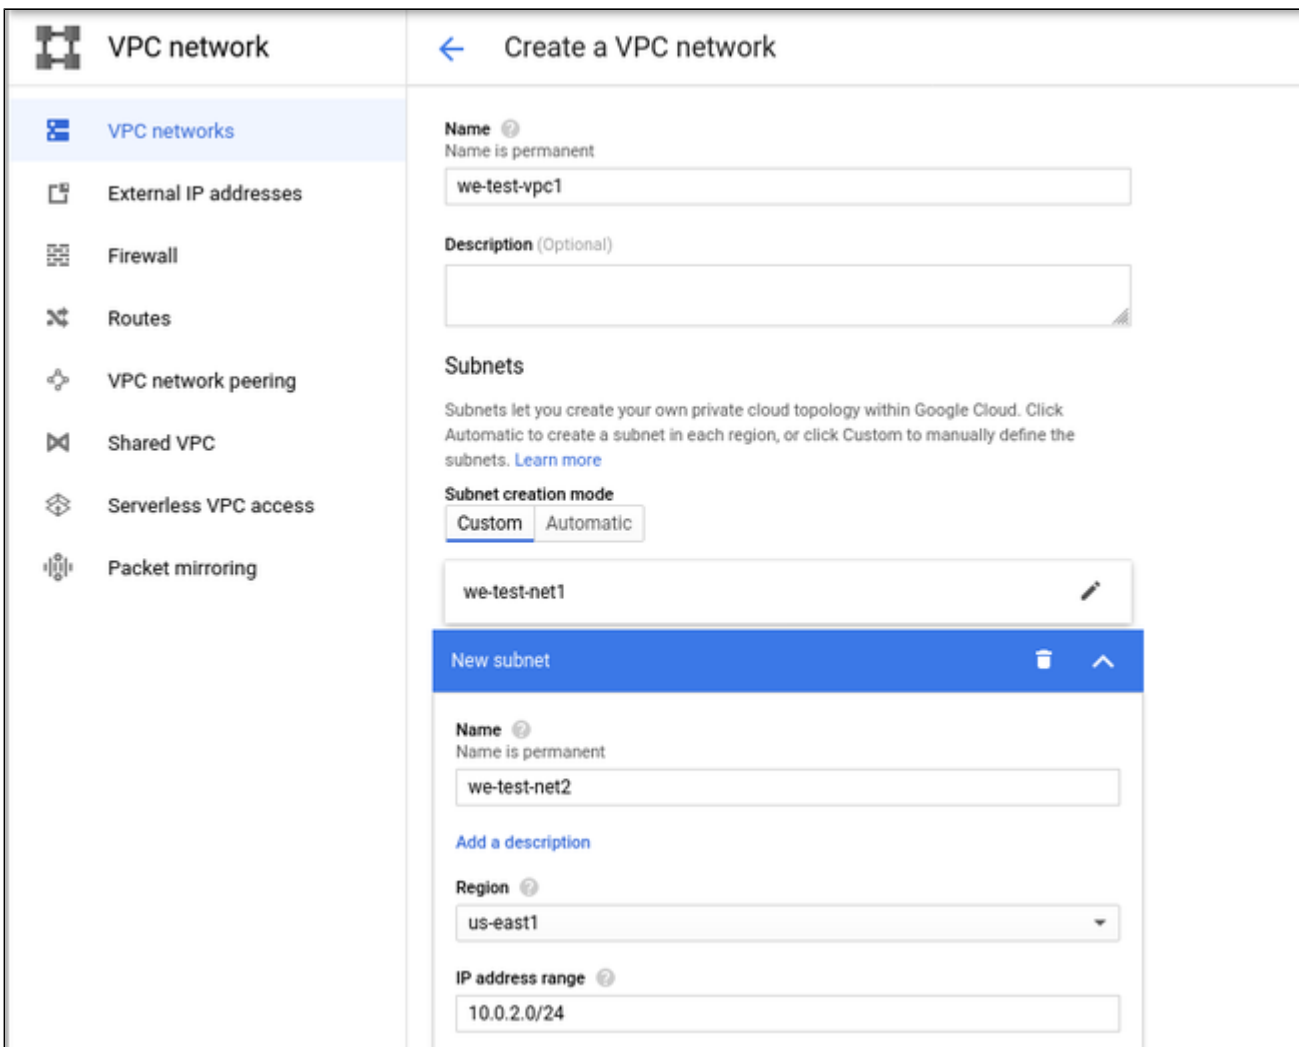 VPC network
Create a VPC network
VPC networks
External IP addresses
Firewall
Routes
VPC network peering
Shared VPC
Serverless VPC access
Packet mirroring
Name
Name is permanent
we-test-vpc1
Description (Optional)
Subnets
Subnets let you create your own private cloud topology within Google Cloud. Click
Automatic to create a subnet in each region, or click Custom to manually define the
subnets. Learn more
Subnet creation mode
Custom Automatic
we-test-net1
New subnet
Name
Name is permanent
we-test-net2
Add a description
Region
us-east1
IP address range
10.0.2.0/24